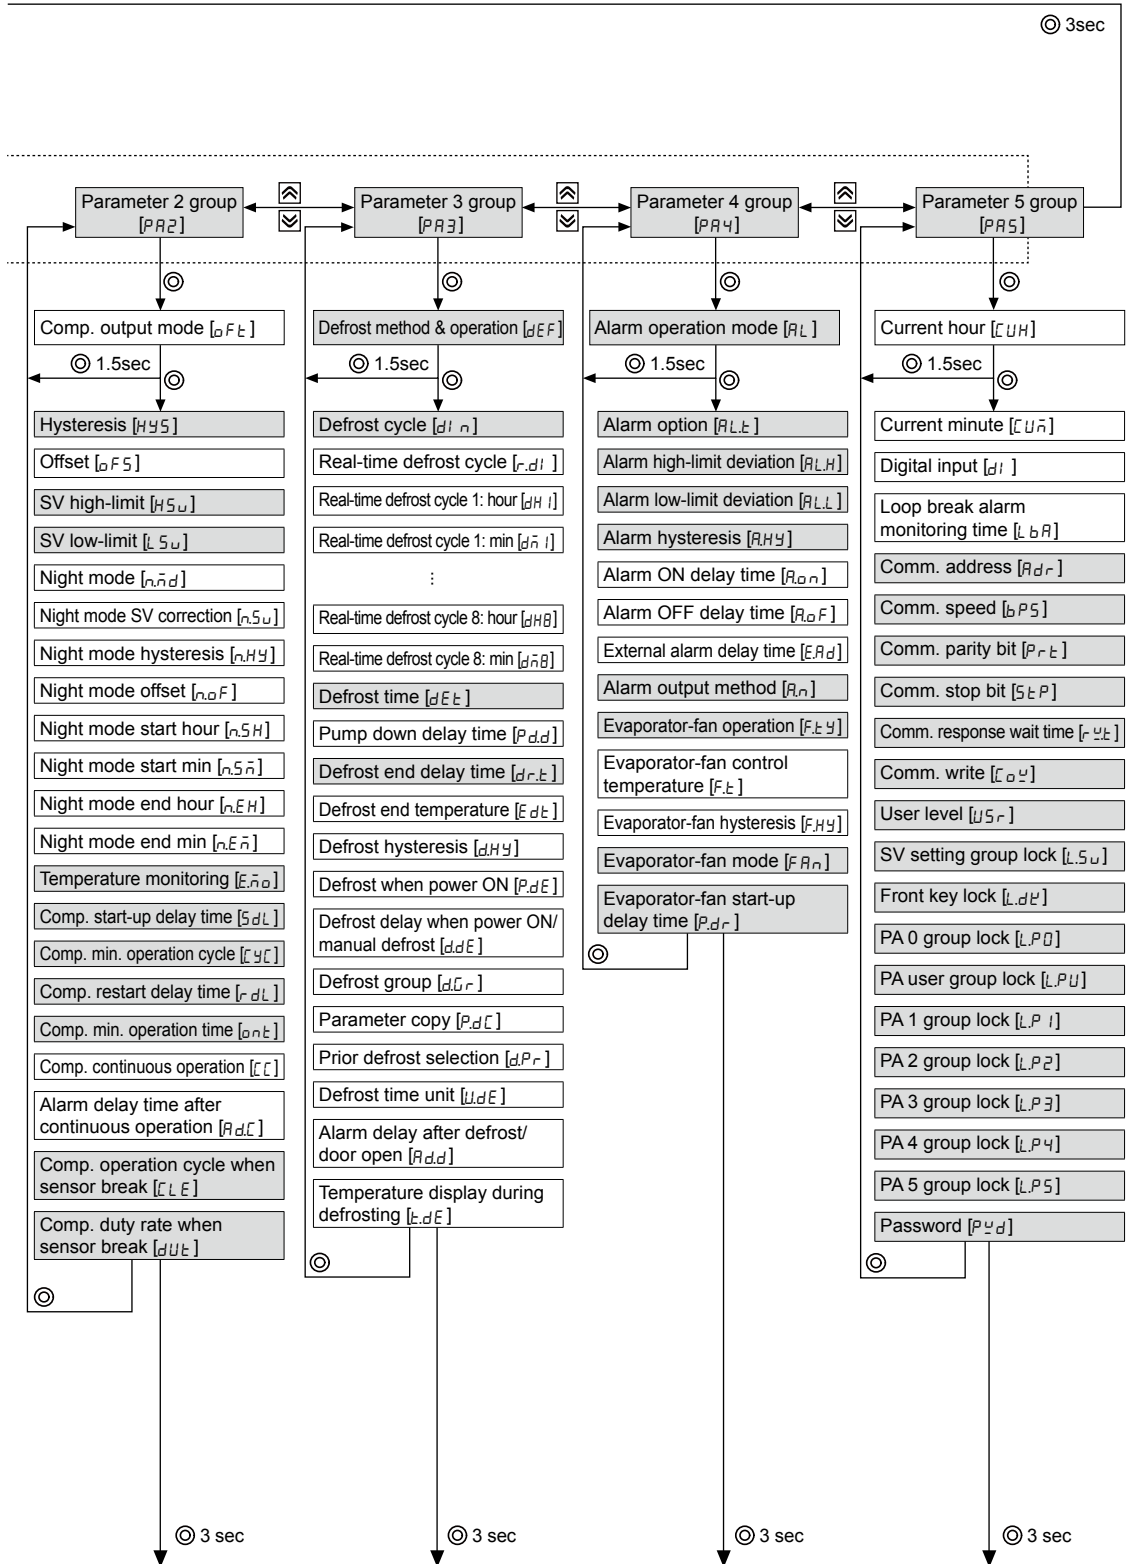 ◎ 3sec
Parameter 2 group
[PA2]
Parameter 3 group
[PA3]
Parameter 4 group
[PA4]
Parameter 5 group
[PA5]
◎
◎
◎
◎
Comp. output mode [oFt]
◎ 1.5sec
◎
Hysteresis [HYS]
Offset [oFS]
SV high-limit [HSv]
SV low-limit [LSv]
Night mode [n.md]
Night mode SV correction [n.Sv]
Night mode hysteresis [n.HY]
Night mode offset [n.oF]
Night mode start hour [n.SH]
Night mode start min [n.Sm]
Night mode end hour [n.EH]
Night mode end min [n.Em]
Temperature monitoring [E.mo]
Comp. start-up delay time [SdL]
Comp. min. operation cycle [CYC]
Comp. restart delay time [rdL]
Comp. min. operation time [ont]
Comp. continuous operation [CC]
Alarm delay time after
continuous operation [Ad.C]
Comp. operation cycle when
sensor break [CLE]
Comp. duty rate when
sensor break [dUt]
◎
◎ 3 sec
Defrost method & operation [dEF]
◎ 1.5sec
◎
Defrost cycle [dIn]
Real-time defrost cycle [r.dI]
Real-time defrost cycle 1: hour [dH1]
Real-time defrost cycle 1: min [dm1]
⋮
Real-time defrost cycle 8: hour [dH8]
Real-time defrost cycle 8: min [dm8]
Defrost time [dEt]
Pump down delay time [Pd.d]
Defrost end delay time [dr.t]
Defrost end temperature [Edt]
Defrost hysteresis [d.HY]
Defrost when power ON [P.dE]
Defrost delay when power ON/
manual defrost [d.dE]
Defrost group [d.Gr]
Parameter copy [P.dC]
Prior defrost selection [d.Pr]
Defrost time unit [U.dE]
Alarm delay after defrost/
door open [Ad.d]
Temperature display during
defrosting [t.dE]
◎
◎ 3 sec
Alarm operation mode [AL]
◎ 1.5sec
◎
Alarm option [AL.t]
Alarm high-limit deviation [AL.H]
Alarm low-limit deviation [AL.L]
Alarm hysteresis [A.HY]
Alarm ON delay time [A.on]
Alarm OFF delay time [A.oF]
External alarm delay time [E.Ad]
Alarm output method [A.n]
Evaporator-fan operation [F.tY]
Evaporator-fan control
temperature [F.t]
Evaporator-fan hysteresis [F.HY]
Evaporator-fan mode [FAn]
Evaporator-fan start-up
delay time [P.dr]
◎
◎ 3 sec
Current hour [CUH]
◎ 1.5sec
◎
Current minute [CUm]
Digital input [dI]
Loop break alarm
monitoring time [LbA]
Comm. address [Adr]
Comm. speed [bPS]
Comm. parity bit [Prt]
Comm. stop bit [StP]
Comm. response wait time [rW.t]
Comm. write [CoW]
User level [USr]
SV setting group lock [L.Sv]
Front key lock [L.dK]
PA 0 group lock [L.P0]
PA user group lock [L.PU]
PA 1 group lock [L.P1]
PA 2 group lock [L.P2]
PA 3 group lock [L.P3]
PA 4 group lock [L.P4]
PA 5 group lock [L.P5]
Password [PWd]
◎
◎ 3 sec